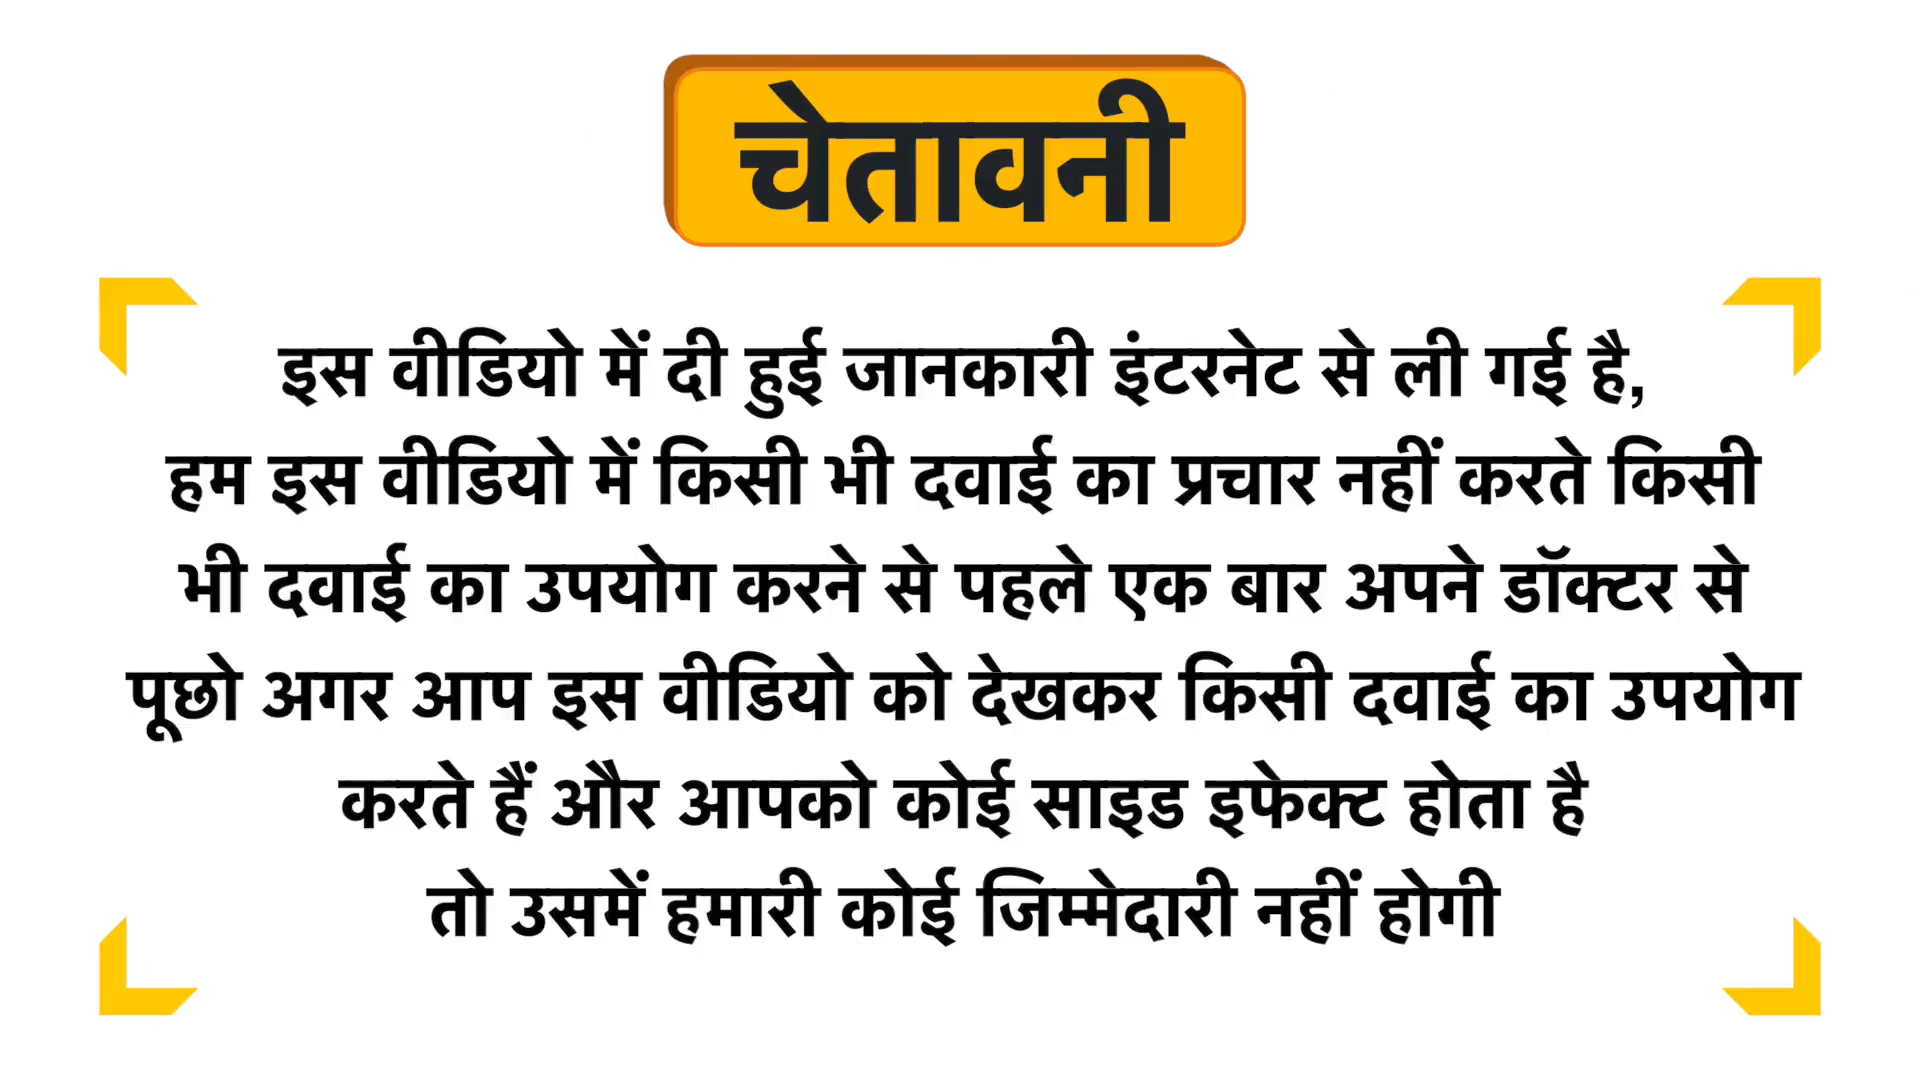 चेतावनी
इस वीडियो में दी हुई जानकारी इंटरनेट से ली गई है,
हम इस वीडियो में किसी भी दवाई का प्रचार नहीं करते किसी
भी दवाई का उपयोग करने से पहले एक बार अपने डॉक्टर से
पूछो अगर आप इस वीडियो को देखकर किसी दवाई का उपयोग
करते हैं और आपको कोई साइड इफेक्ट होता है
तो उसमें हमारी कोई जिम्मेदारी नहीं होगी